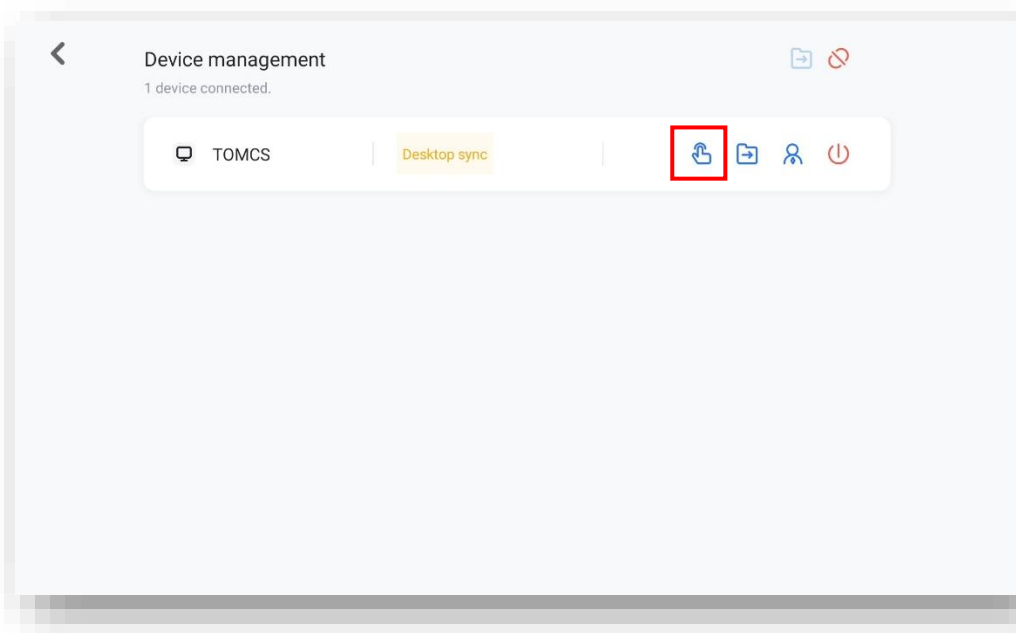 Device management
1 device connected.
TOMCS
Desktop sync